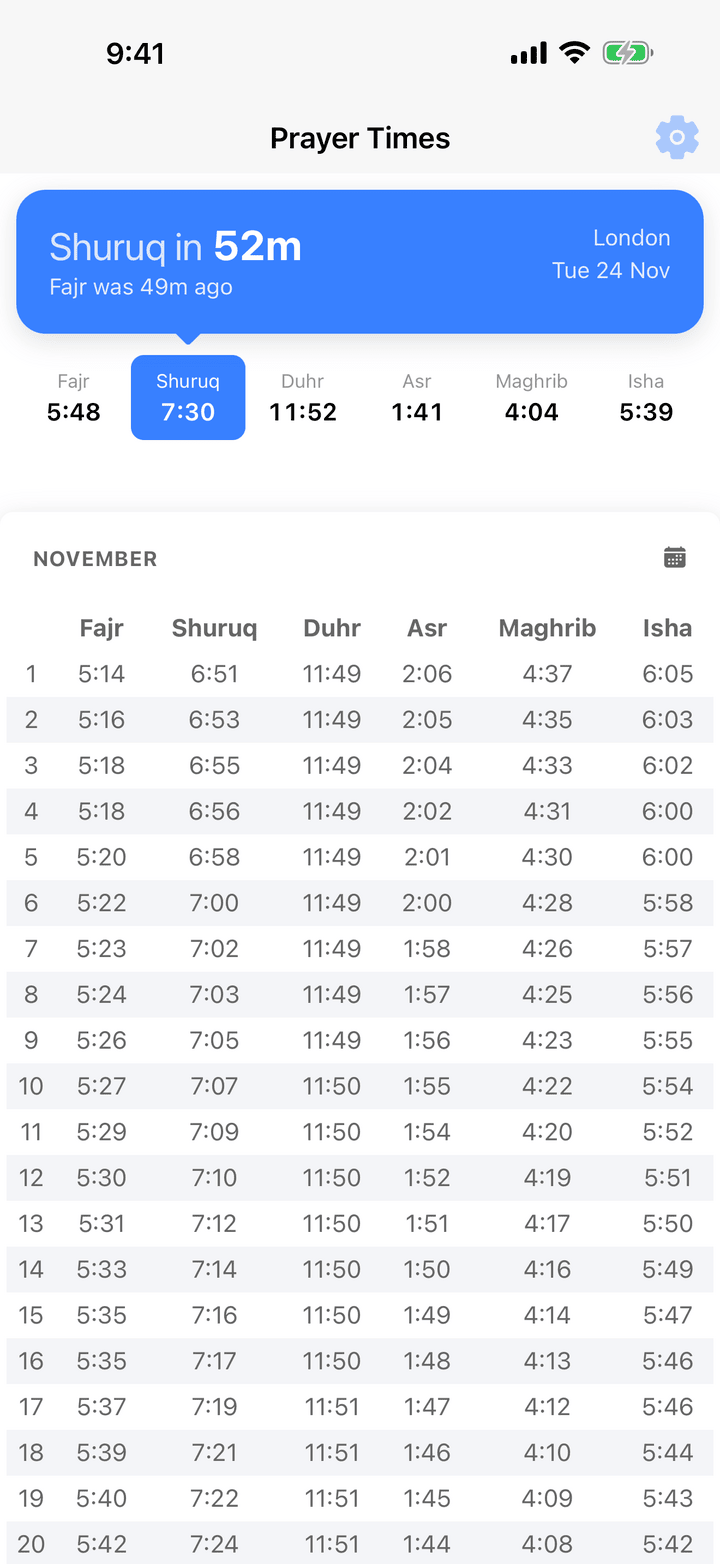 9:41
Prayer Times
Shuruq in 52m
Fajr was 49m ago
London
Tue 24 Nov
Fajr Shuruq Duhr Asr Maghrib Isha
5:48 7:30 11:52 1:41 4:04 5:39
NOVEMBER
Fajr Shuruq Duhr Asr Maghrib Isha
1 5:14 6:51 11:49 2:06 4:37 6:05
2 5:16 6:53 11:49 2:05 4:35 6:03
3 5:18 6:55 11:49 2:04 4:33 6:02
4 5:18 6:56 11:49 2:02 4:31 6:00
5 5:20 6:58 11:49 2:01 4:30 6:00
6 5:22 7:00 11:49 2:00 4:28 5:58
7 5:23 7:02 11:49 1:58 4:26 5:57
8 5:24 7:03 11:49 1:57 4:25 5:56
9 5:26 7:05 11:49 1:56 4:23 5:55
10 5:27 7:07 11:50 1:55 4:22 5:54
11 5:29 7:09 11:50 1:54 4:20 5:52
12 5:30 7:10 11:50 1:52 4:19 5:51
13 5:31 7:12 11:50 1:51 4:17 5:50
14 5:33 7:14 11:50 1:50 4:16 5:49
15 5:35 7:16 11:50 1:49 4:14 5:47
16 5:35 7:17 11:50 1:48 4:13 5:46
17 5:37 7:19 11:51 1:47 4:12 5:46
18 5:39 7:21 11:51 1:46 4:10 5:44
19 5:40 7:22 11:51 1:45 4:09 5:43
20 5:42 7:24 11:51 1:44 4:08 5:42